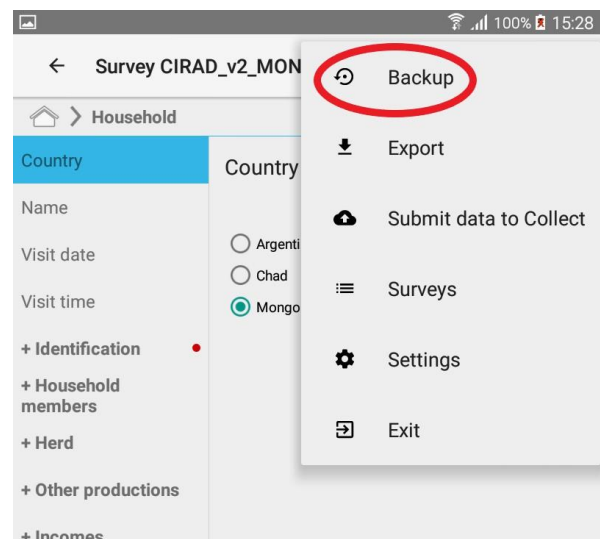 100% 15:28
Survey CIRAD_v2_MON
Household
Country
Name
Visit date
Visit time
+ Identification
+ Household
members
+ Herd
+ Other productions
+ Incomes
Country
Argenti
Chad
Mongo
Backup
Export
Submit data to Collect
Surveys
Settings
Exit